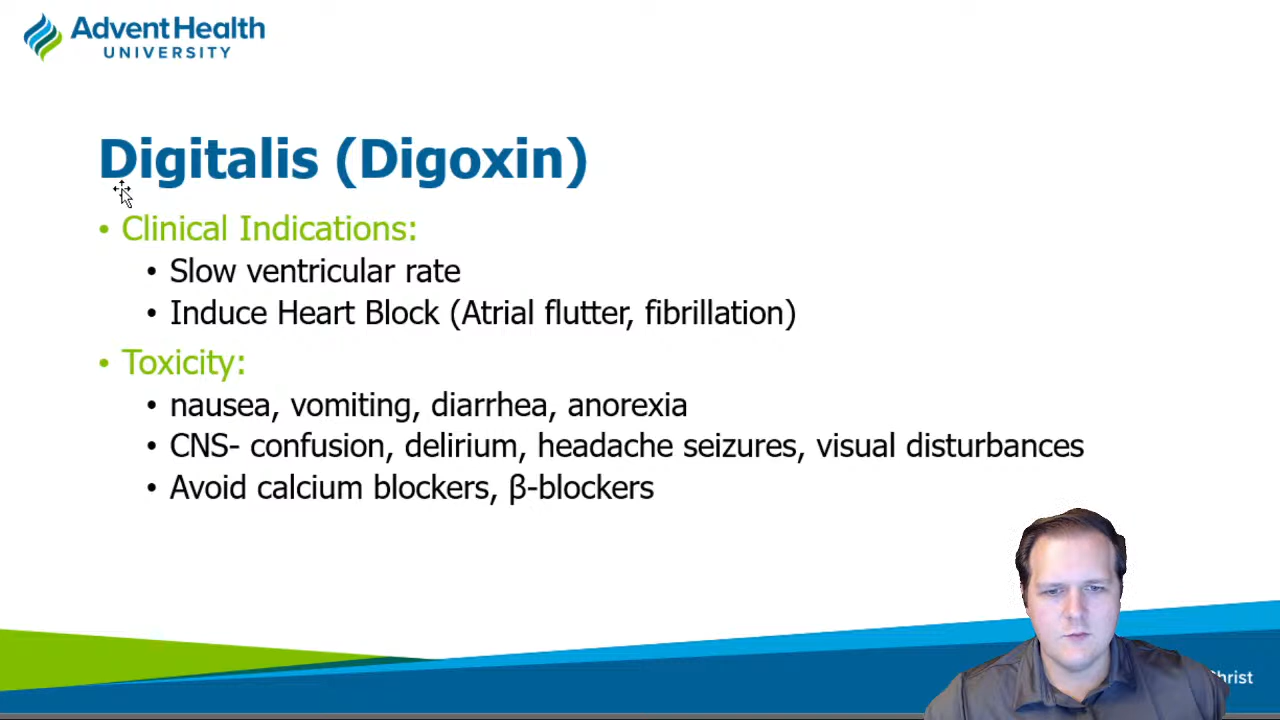 AdventHealth
UNIVERSITY
Digitalis (Digoxin)
• Clinical Indications:
• Slow ventricular rate
• Induce Heart Block (Atrial flutter, fibrillation)
• Toxicity:
• nausea, vomiting, diarrhea, anorexia
• CNS- confusion, delirium, headache seizures, visual disturbances
• Avoid calcium blockers, β-blockers